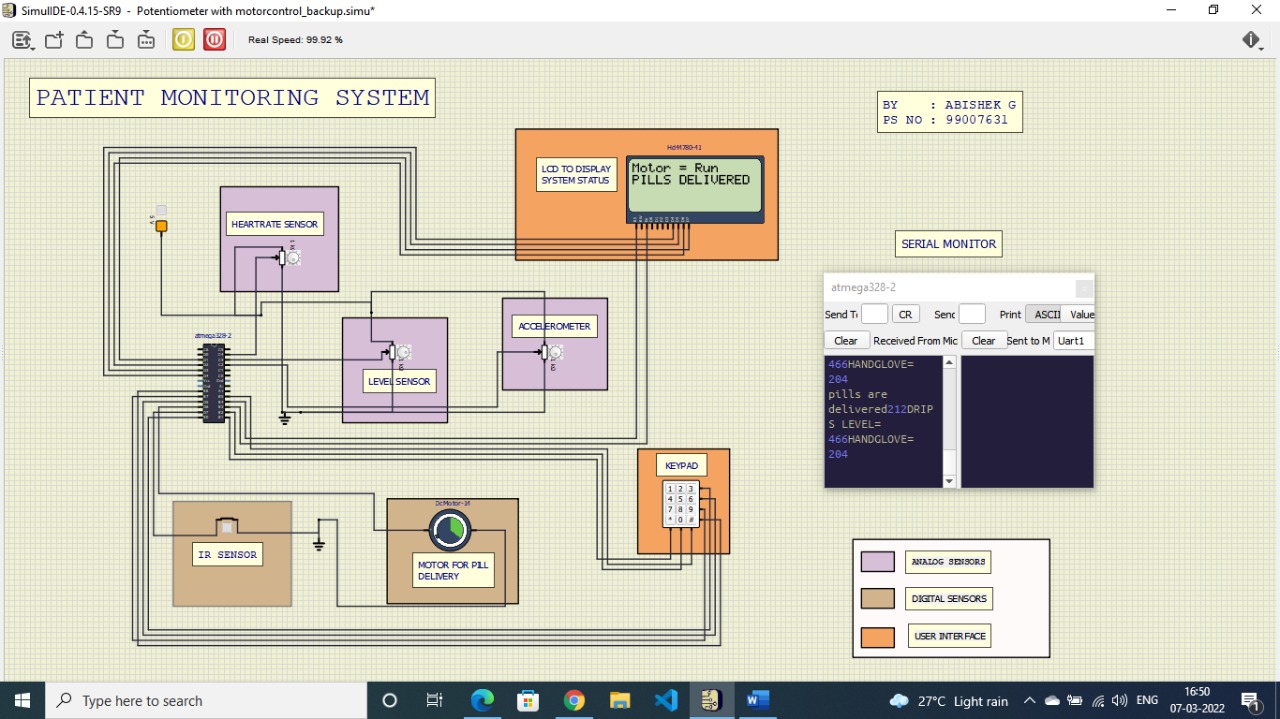 SimulIDE-0.4.15-SR9 - Potentiometer with motorcontrol_backup.simu*
Real Speed: 99.92 %
PATIENT MONITORING SYSTEM
BY : ABISHEK G
PS NO : 99007631
Hd44780-41
LCD TO DISPLAY
SYSTEM STATUS
Motor = Run
PILLS DELIVERED
5 V
HEARTRATE SENSOR
SERIAL MONITOR
atmega328-2
Send T
CR
Send
Print
ASCII
Value
Clear
Received From Mic
Clear
Sent to M
Uart1
466HANDGLOVE=
204
pills are
delivered212DRIP
S LEVEL=
466HANDGLOVE=
204
ACCELEROMETER
atmega328-2
LEVEL SENSOR
KEYPAD
1 2 3
4 5 6
7 8 9
* 0 #
IR SENSOR
DcMotor-14
MOTOR FOR PILL
DELIVERY
ANALOG SENSORS
DIGITAL SENSORS
USER INTERFACE
Type here to search
27°C Light rain
ENG
16:50
07-03-2022
1